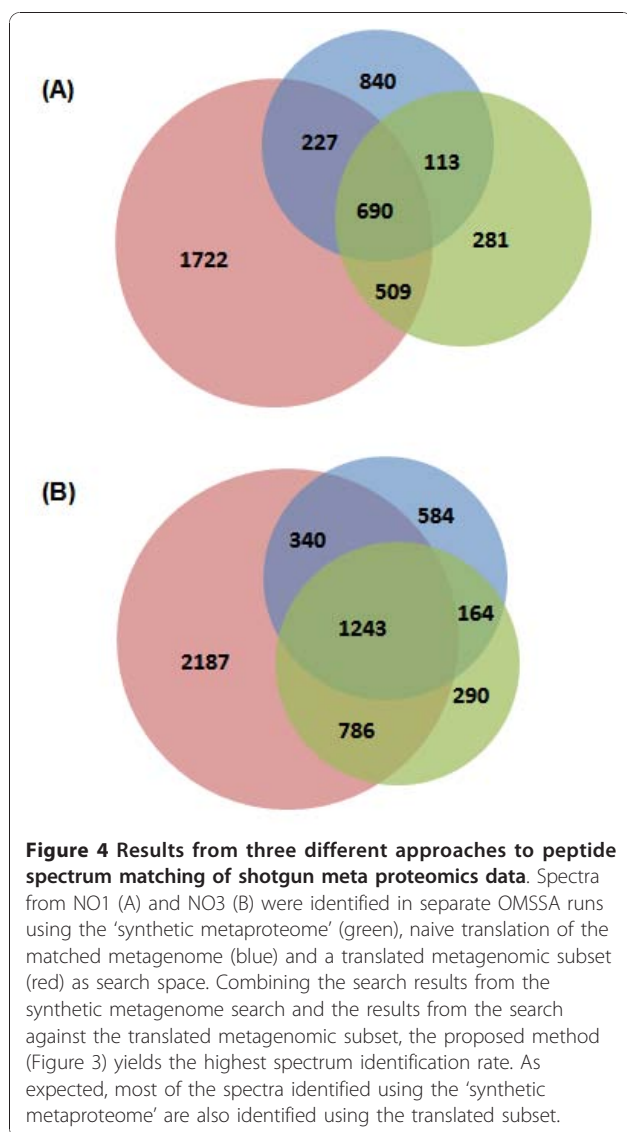 (A)
840
227
113
690
281
1722
509
(B)
584
340
164
1243
2187
290
786
Figure 4 Results from three different approaches to peptide
spectrum matching of shotgun meta proteomics data. Spectra
from NO1 (A) and NO3 (B) were identified in separate OMSSA runs
using the ‘synthetic metaproteome’ (green), naive translation of the
matched metagenome (blue) and a translated metagenomic subset
(red) as search space. Combining the search results from the
synthetic metagenome search and the results from the search
against the translated metagenomic subset, the proposed method
(Figure 3) yields the highest spectrum identification rate. As
expected, most of the spectra identified using the ‘synthetic
metaproteome’ are also identified using the translated subset.